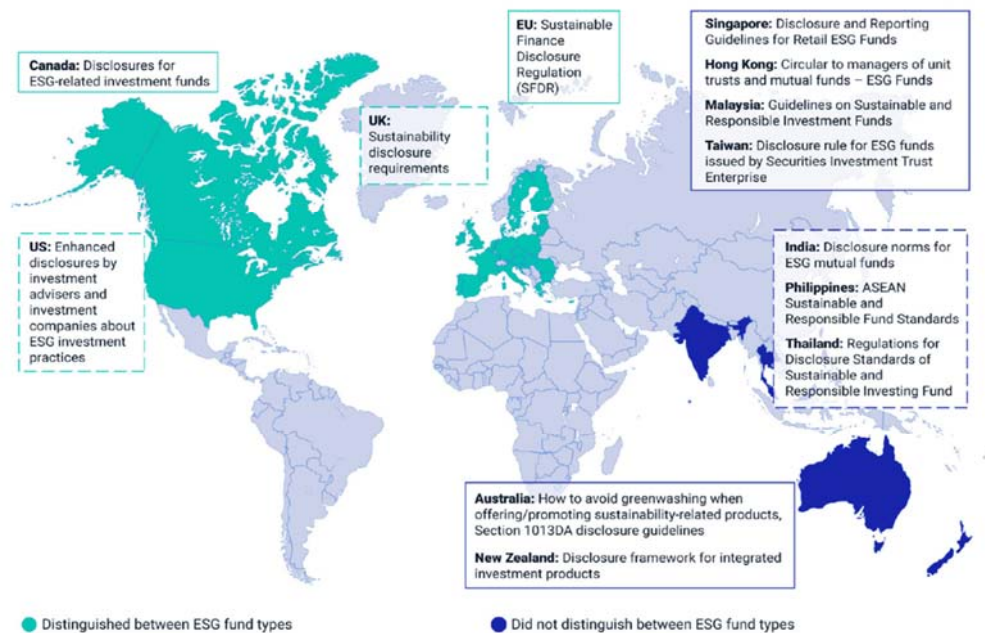 Canada: Disclosures for
ESG-related investment funds
EU: Sustainable
Finance
Disclosure
Regulation
(SFDR)
Singapore: Disclosure and Reporting
Guidelines for Retail ESG Funds
Hong Kong: Circular to managers of unit
trusts and mutual funds – ESG Funds
Malaysia: Guidelines on Sustainable and
Responsible Investment Funds
Taiwan: Disclosure rule for ESG funds
issued by Securities Investment Trust
Enterprise
UK:
Sustainability
disclosure
requirements
US: Enhanced
disclosures by
investment
advisers and
investment
companies about
ESG investment
practices
India: Disclosure norms for
ESG mutual funds
Philippines: ASEAN
Sustainable and
Responsible Fund Standards
Thailand: Regulations for
Disclosure Standards of
Sustainable and
Responsible Investing Fund
Australia: How to avoid greenwashing when
offering/promoting sustainability-related products,
Section 1013DA disclosure guidelines
New Zealand: Disclosure framework for integrated
investment products
Distinguished between ESG fund types
Did not distinguish between ESG fund types